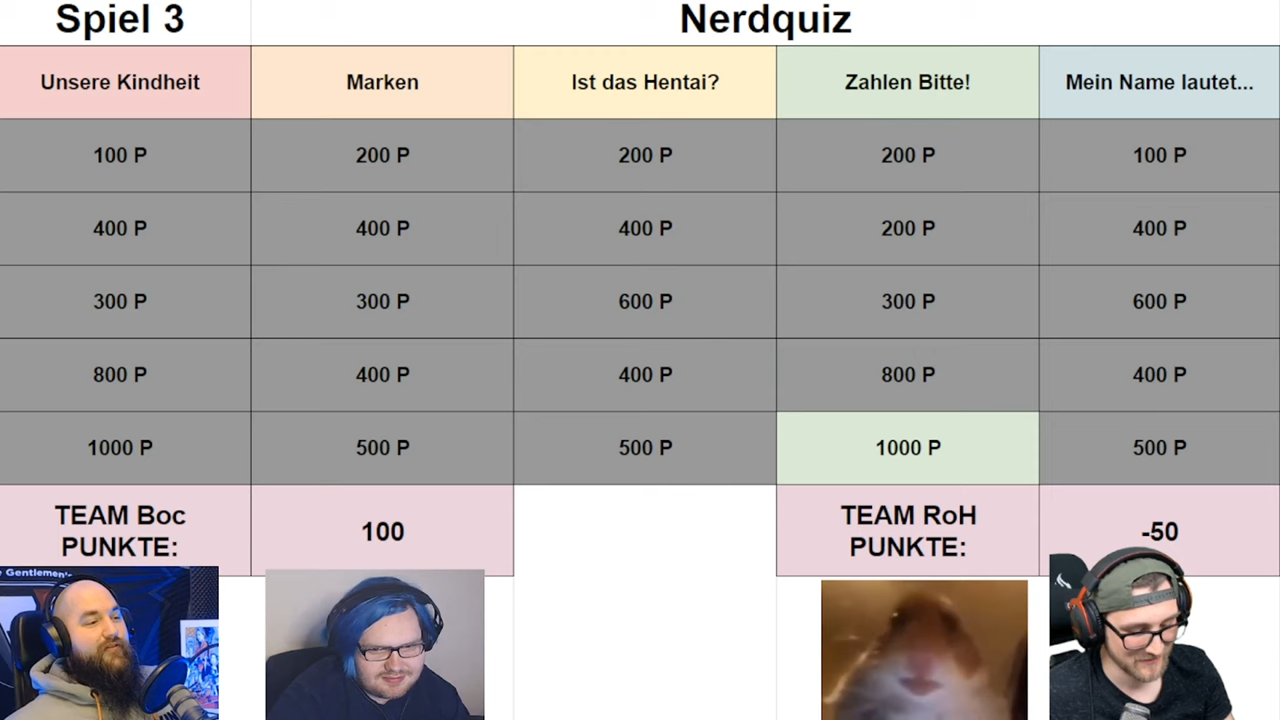 Spiel 3 Nerdquiz
Unsere Kindheit Marken Ist das Hentai? Zahlen Bitte! Mein Name lautet...
100 P 200 P 200 P 200 P 100 P
400 P 400 P 400 P 200 P 400 P
300 P 300 P 600 P 300 P 600 P
800 P 400 P 400 P 800 P 400 P
1000 P 500 P 500 P 1000 P 500 P
TEAM Boc
PUNKTE:
100
TEAM RoH
PUNKTE:
-50
Gentlemen's